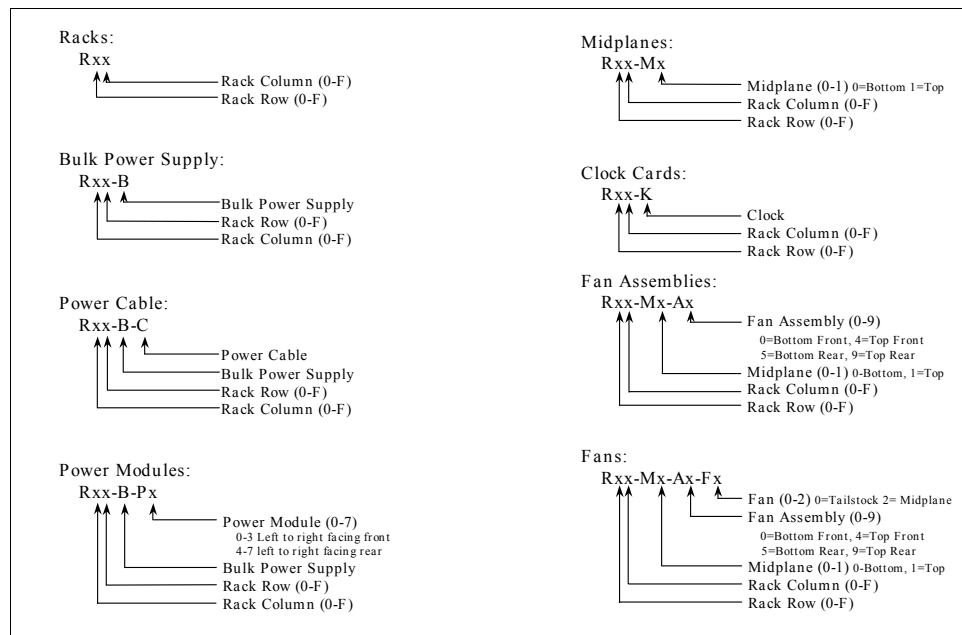 Racks:
Rxx
Rack Column (0-F)
Rack Row (0-F)
Bulk Power Supply:
Rxx-B
Bulk Power Supply
Rack Row (0-F)
Rack Column (0-F)
Power Cable:
Rxx-B-C
Power Cable
Bulk Power Supply
Rack Row (0-F)
Rack Column (0-F)
Power Modules:
Rxx-B-Px
Power Module (0-7)
0-3 Left to right facing front
4-7 left to right facing rear
Bulk Power Supply
Rack Row (0-F)
Rack Column (0-F)
Midplanes:
Rxx-Mx
Midplane (0-1) 0=Bottom 1=Top
Rack Column (0-F)
Rack Row (0-F)
Clock Cards:
Rxx-K
Clock
Rack Column (0-F)
Rack Row (0-F)
Fan Assemblies:
Rxx-Mx-Ax
Fan Assembly (0-9)
0=Bottom Front, 4=Top Front
5=Bottom Rear, 9=Top Rear
Midplane (0-1) 0-Bottom, 1=Top
Rack Column (0-F)
Rack Row (0-F)
Fans:
Rxx-Mx-Ax-Fx
Fan (0-2) 0=Tailstock 2= Midplane
Fan Assembly (0-9)
0=Bottom Front, 4=Top Front
5=Bottom Rear, 9=Top Rear
Midplane (0-1) 0-Bottom, 1=Top
Rack Column (0-F)
Rack Row (0-F)